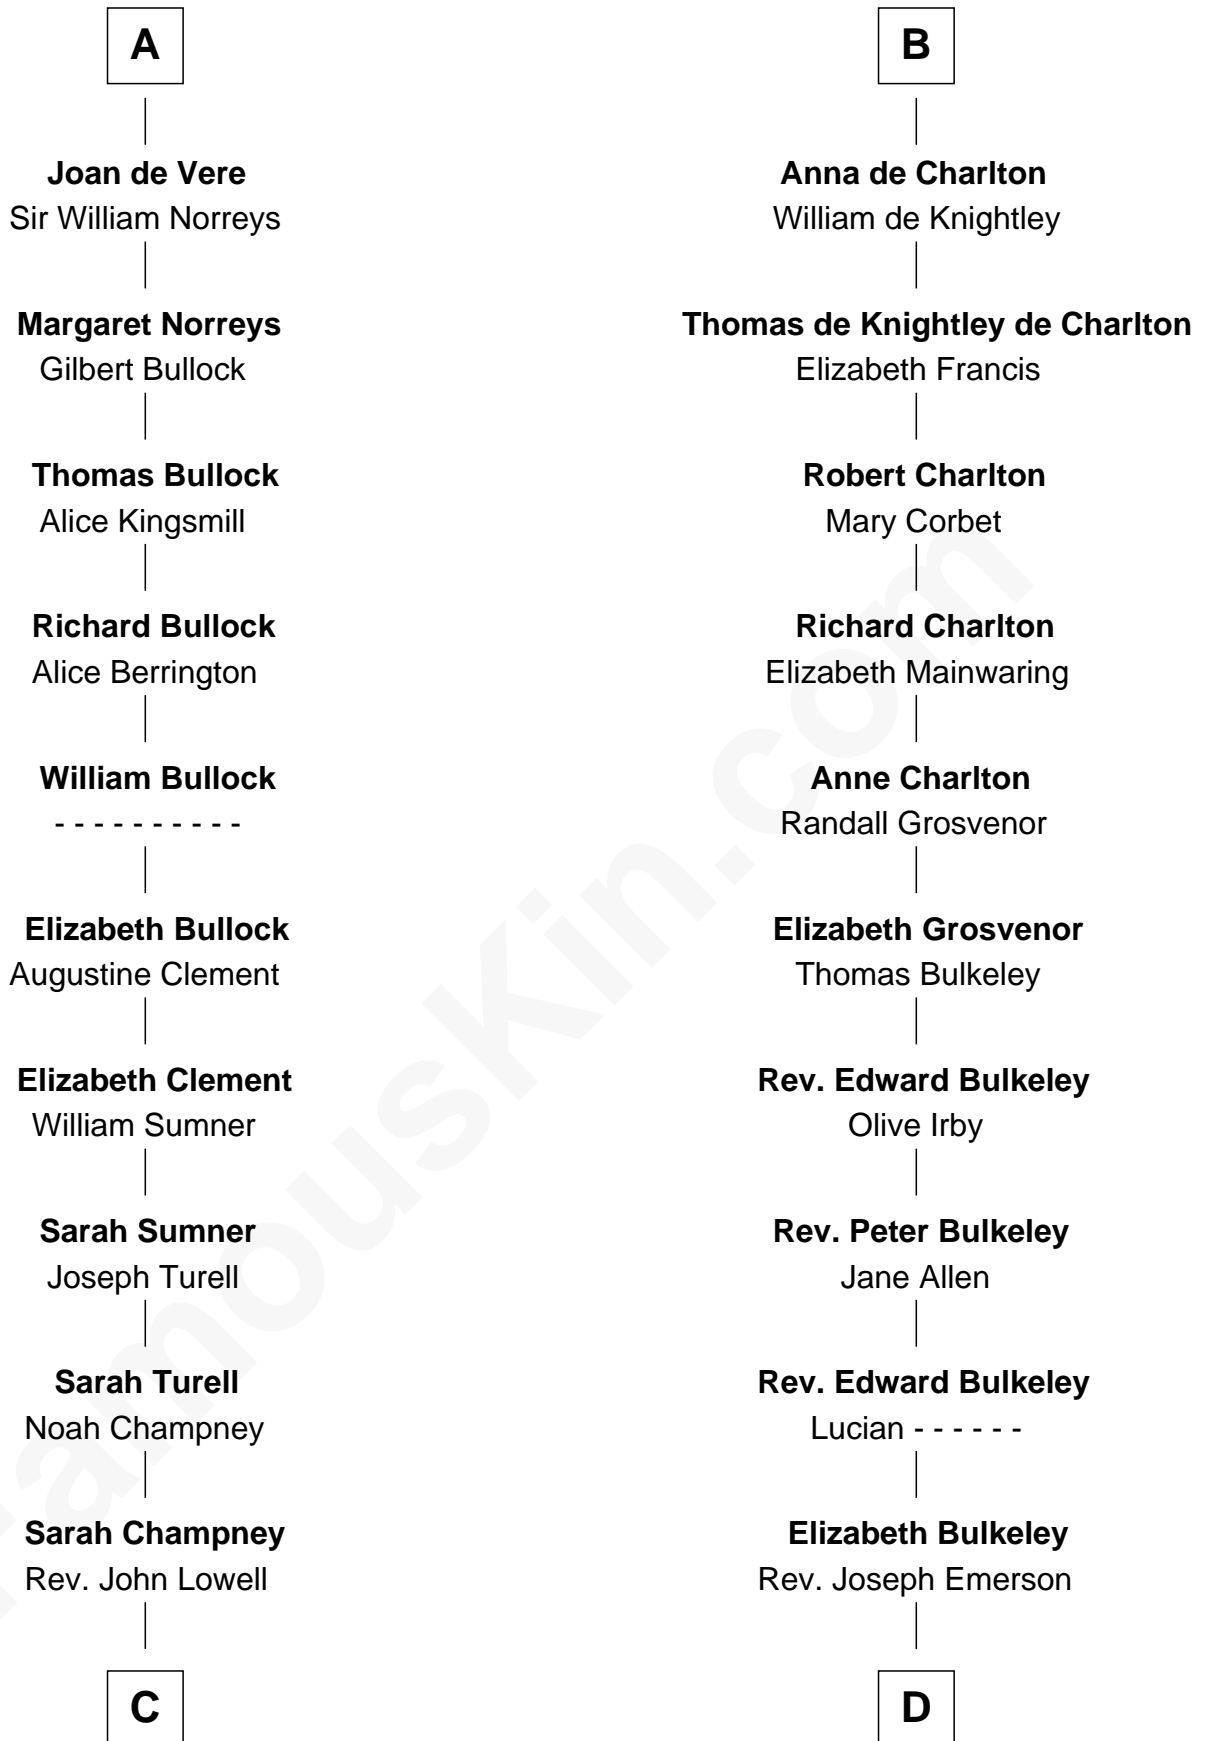 A
Joan de Vere
Sir William Norreys
Margaret Norreys
Gilbert Bullock
Thomas Bullock
Alice Kingsmill
Richard Bullock
Alice Berrington
William Bullock
- - - - - - - - - -
Elizabeth Bullock
Augustine Clement
Elizabeth Clement
William Sumner
Sarah Sumner
Joseph Turell
Sarah Turell
Noah Champney
Sarah Champney
Rev. John Lowell
C
B
Anna de Charlton
William de Knightley
Thomas de Knightley de Charlton
Elizabeth Francis
Robert Charlton
Mary Corbet
Richard Charlton
Elizabeth Mainwaring
Anne Charlton
Randall Grosvenor
Elizabeth Grosvenor
Thomas Bulkeley
Rev. Edward Bulkeley
Olive Irby
Rev. Peter Bulkeley
Jane Allen
Rev. Edward Bulkeley
Lucian - - - - - -
Elizabeth Bulkeley
Rev. Joseph Emerson
D
FamousKin.com